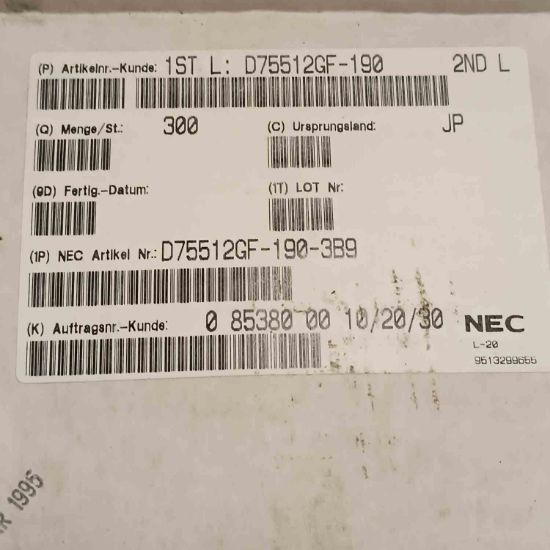 (P) Artikelnr.-Kunde: 1ST L: D75512GF-190 2ND L
(Q) Menge/St.: 300 (C) Ursprungsland: JP
(9D) Fertig.-Datum: (1T) LOT Nr:
(1P) NEC Artikel Nr.: D75512GF-190-3B9
(K) Auftragsnr.-Kunde: 0 85380 00 10/20/30 NEC
L-20
9513299655
R 1995